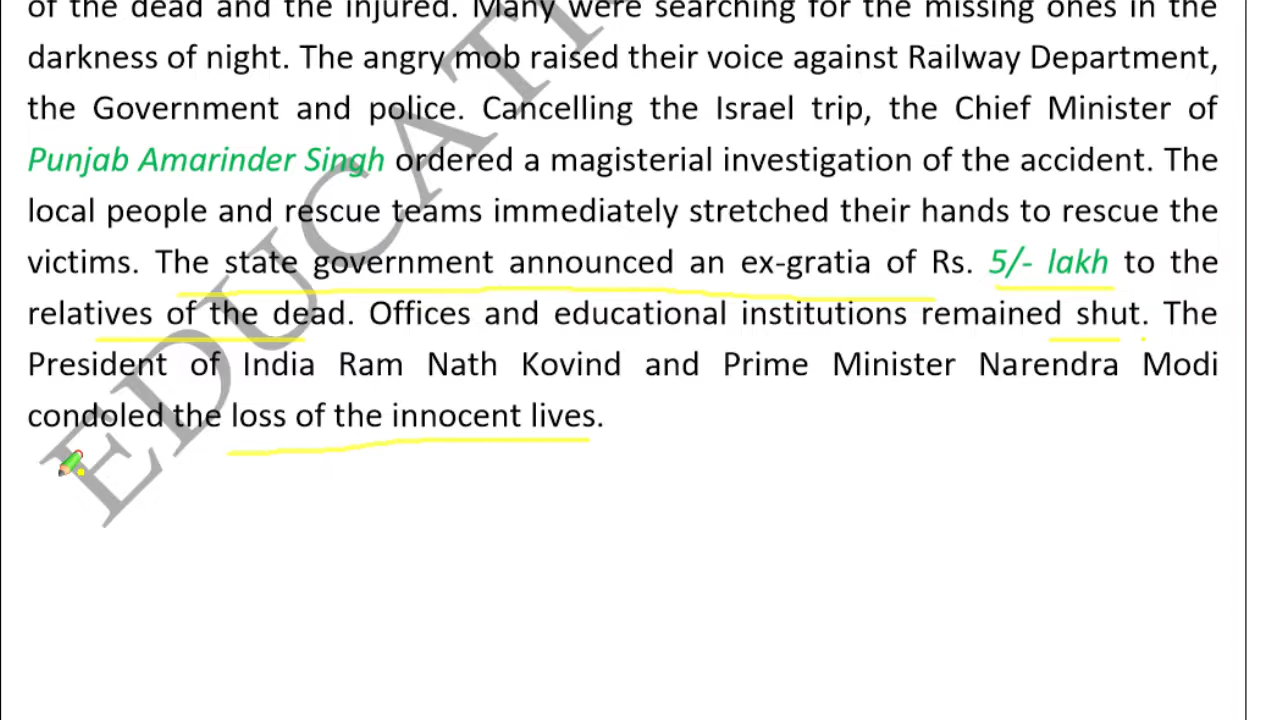 of the dead and the injured. Many were searching for the missing ones in the
darkness of night. The angry mob raised their voice against Railway Department,
the Government and police. Cancelling the Israel trip, the Chief Minister of
Punjab Amarinder Singh ordered a magisterial investigation of the accident. The
local people and rescue teams immediately stretched their hands to rescue the
victims. The state government announced an ex-gratia of Rs. 5/- lakh to the
relatives of the dead. Offices and educational institutions remained shut. The
President of India Ram Nath Kovind and Prime Minister Narendra Modi
condoled the loss of the innocent lives.
EDUCATI